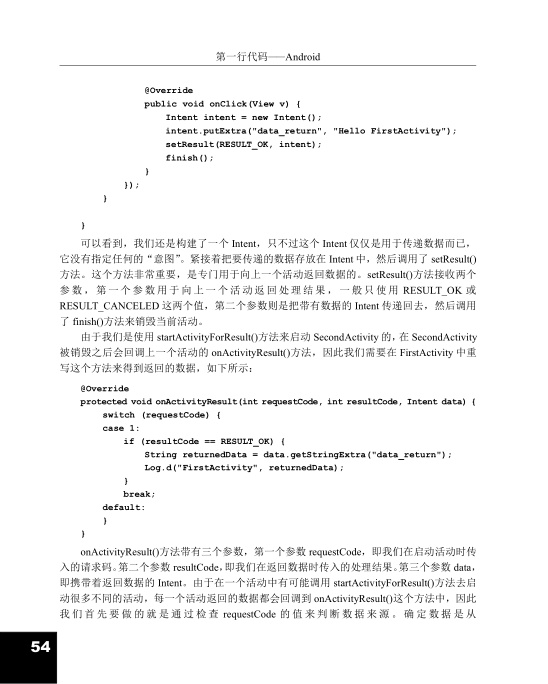 第一行代码——Android
@Override
public void onClick(View v) {
Intent intent = new Intent();
intent.putExtra("data_return", "Hello FirstActivity");
setResult(RESULT_OK, intent);
finish();
}
});
}
}
可以看到，我们还是构建了一个 Intent，只不过这个 Intent 仅仅是用于传递数据而已，
它没有指定任何的“意图”。紧接着把要传递的数据存放在 Intent 中，然后调用了 setResult()
方法。这个方法非常重要，是专门用于向上一个活动返回数据的。setResult()方法接收两个
参数，第一个参数用于向上一个活动返回处理结果，一般只使用 RESULT_OK 或
RESULT_CANCELED 这两个值，第二个参数则是把带有数据的 Intent 传递回去，然后调用
了 finish()方法来销毁当前活动。
由于我们是使用 startActivityForResult()方法来启动 SecondActivity 的，在 SecondActivity
被销毁之后会回调上一个活动的 onActivityResult()方法，因此我们需要在 FirstActivity 中重
写这个方法来得到返回的数据，如下所示：
@Override
protected void onActivityResult(int requestCode, int resultCode, Intent data) {
switch (requestCode) {
case 1:
if (resultCode == RESULT_OK) {
String returnedData = data.getStringExtra("data_return");
Log.d("FirstActivity", returnedData);
}
break;
default:
}
}
onActivityResult()方法带有三个参数，第一个参数 requestCode，即我们在启动活动时传
入的请求码。第二个参数 resultCode，即我们在返回数据时传入的处理结果。第三个参数 data，
即携带着返回数据的 Intent。由于在一个活动中有可能调用 startActivityForResult()方法去启
动很多不同的活动，每一个活动返回的数据都会回调到 onActivityResult()这个方法中，因此
我们首先要做的就是通过检查 requestCode 的值来判断数据来源。确定数据是从
54